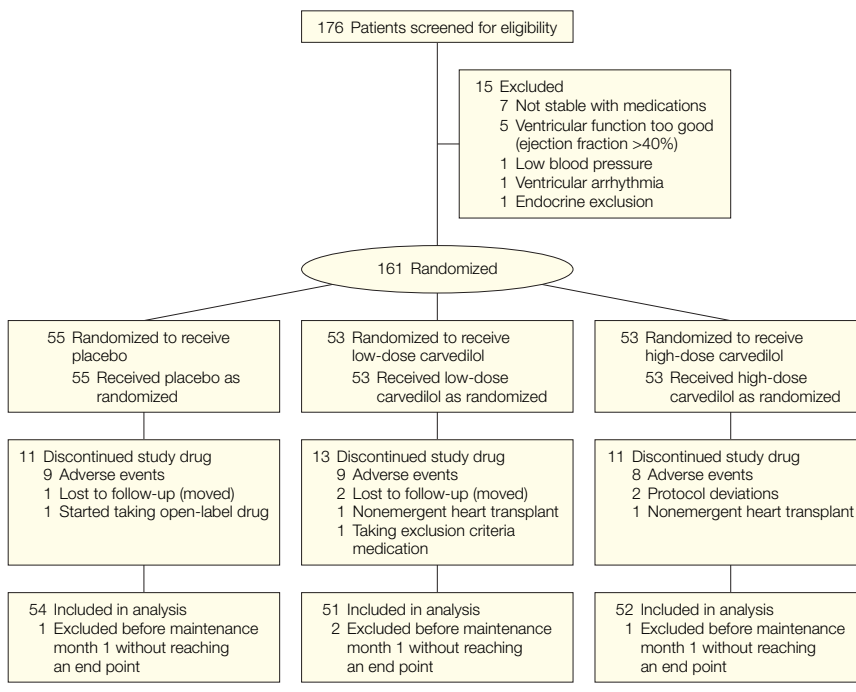 176 Patients screened for eligibility
15 Excluded
7 Not stable with medications
5 Ventricular function too good
(ejection fraction >40%)
1 Low blood pressure
1 Ventricular arrhythmia
1 Endocrine exclusion
161 Randomized
55 Randomized to receive
placebo
55 Received placebo as
randomized
53 Randomized to receive
low-dose carvedilol
53 Received low-dose
carvedilol as randomized
53 Randomized to receive
high-dose carvedilol
53 Received high-dose
carvedilol as randomized
11 Discontinued study drug
9 Adverse events
1 Lost to follow-up (moved)
1 Started taking open-label drug
13 Discontinued study drug
9 Adverse events
2 Lost to follow-up (moved)
1 Nonemergent heart transplant
1 Taking exclusion criteria
medication
11 Discontinued study drug
8 Adverse events
2 Protocol deviations
1 Nonemergent heart transplant
54 Included in analysis
1 Excluded before maintenance
month 1 without reaching
an end point
51 Included in analysis
2 Excluded before maintenance
month 1 without reaching
an end point
52 Included in analysis
1 Excluded before maintenance
month 1 without reaching
an end point